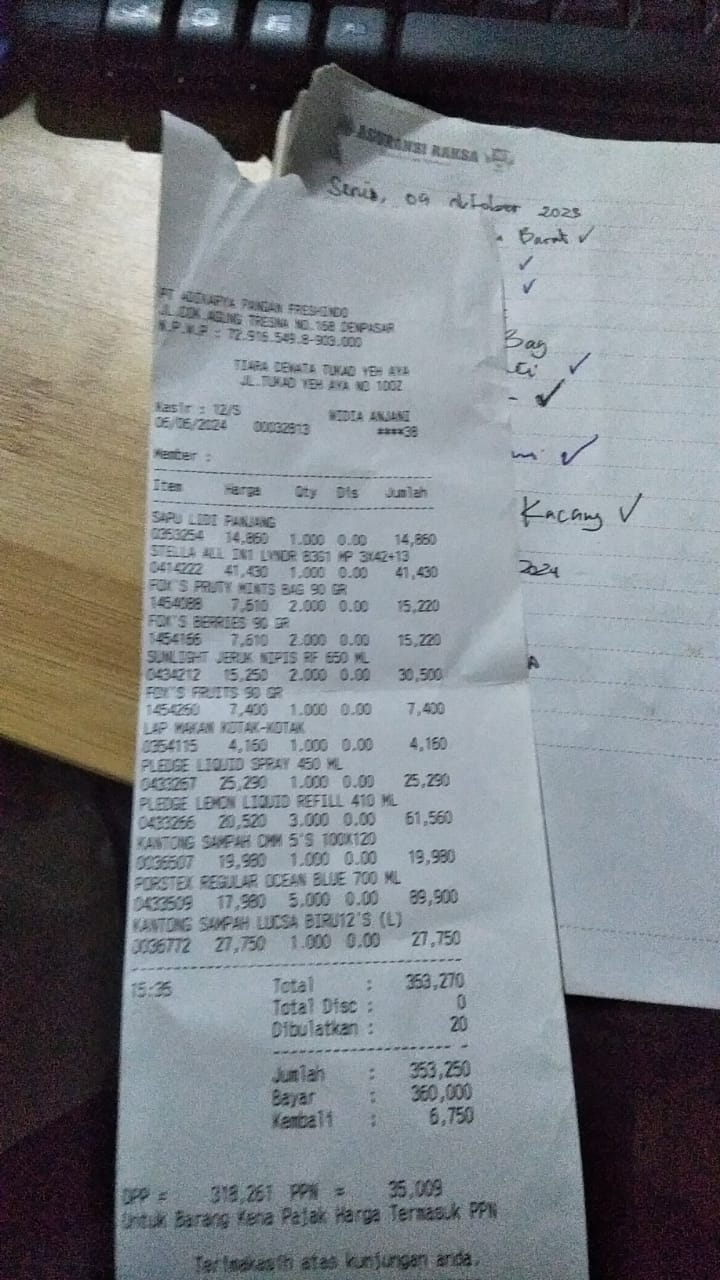 ASURANSI RAKSA
Senin, 09 Oktober 2023
Barat ✓
✓
✓
Bag
✓
- ✓
✓
Kacang ✓
2024
A
PT ADIKARYA PANGAN FRESHINDO
JL.COK.AGUNG TRESNA NO.168 DENPASAR
N.P.W.P : 72.916.549.8-903.000
TIARA DEWATA TUKAD YEH AYA
JL.TUKAD YEH AYA NO 100Z
Kasir : 12/S WIDIA ANJANI
06/06/2024 00032813 ****38
Member :
Item Harga Qty Dis Jumlah
SAPU LIDI PANJANG
0353254 14,860 1.000 0.00 14,860
STELLA ALL IN1 LVNDR B3G1 MP 3X42+13
0414222 41,430 1.000 0.00 41,430
FOX'S FRUTY MINTS BAG 90 GR
1454088 7,610 2.000 0.00 15,220
FOX'S BERRIES 90 GR
1454166 7,610 2.000 0.00 15,220
SUNLIGHT JERUK NIPIS RF 650 ML
0434212 15,250 2.000 0.00 30,500
FOX'S FRUITS 90 GR
1454260 7,400 1.000 0.00 7,400
LAP MAKAN KOTAK-KOTAK
0354115 4,160 1.000 0.00 4,160
PLEDGE LIQUID SPRAY 450 ML
0433267 25,290 1.000 0.00 25,290
PLEDGE LEMON LIQUID REFILL 410 ML
0433266 20,520 3.000 0.00 61,560
KANTONG SAMPAH OMM 5'S 100X120
0036507 19,980 1.000 0.00 19,980
PORSTEX REGULAR OCEAN BLUE 700 ML
0433509 17,980 5.000 0.00 89,900
KANTONG SAMPAH LUCSA BIRU12'S (L)
0036772 27,750 1.000 0.00 27,750
15:35 Total : 353,270
Total Disc : 0
Dibulatkan : 20
Jumlah : 353,250
Bayar : 360,000
Kembali : 6,750
DPP = 318,261 PPN = 35,009
Untuk Barang Kena Pajak Harga Termasuk PPN
Terimakasih atas kunjungan anda.